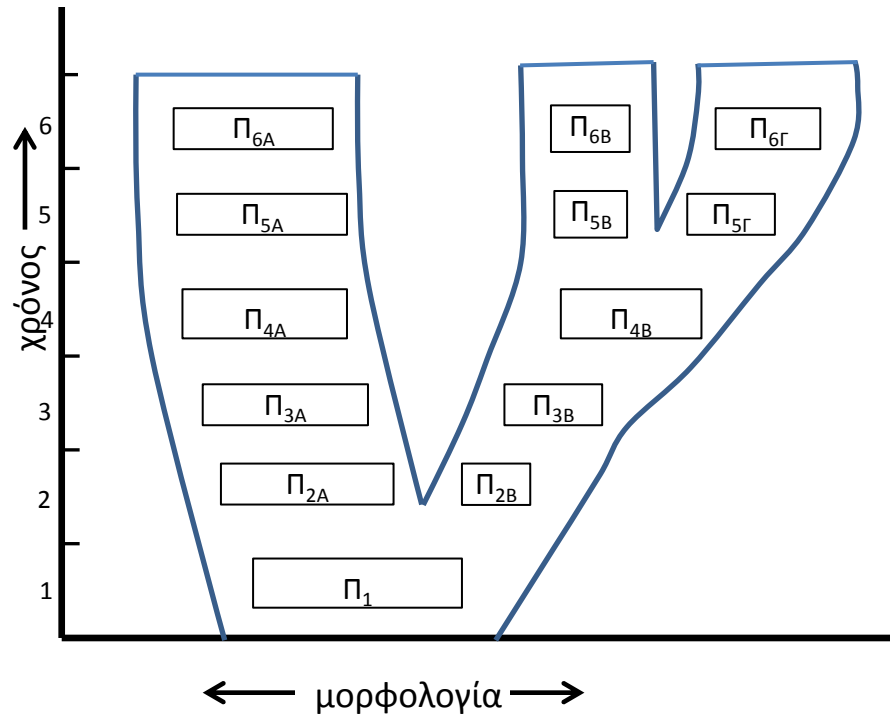 6
Π6Α
Π6Β
Π6Γ
5
Π5Α
Π5Β
Π5Γ
4
Π4Α
Π4Β
3
Π3Α
Π3Β
2
Π2Α
Π2Β
1
Π1
χρόνος
μορφολογία